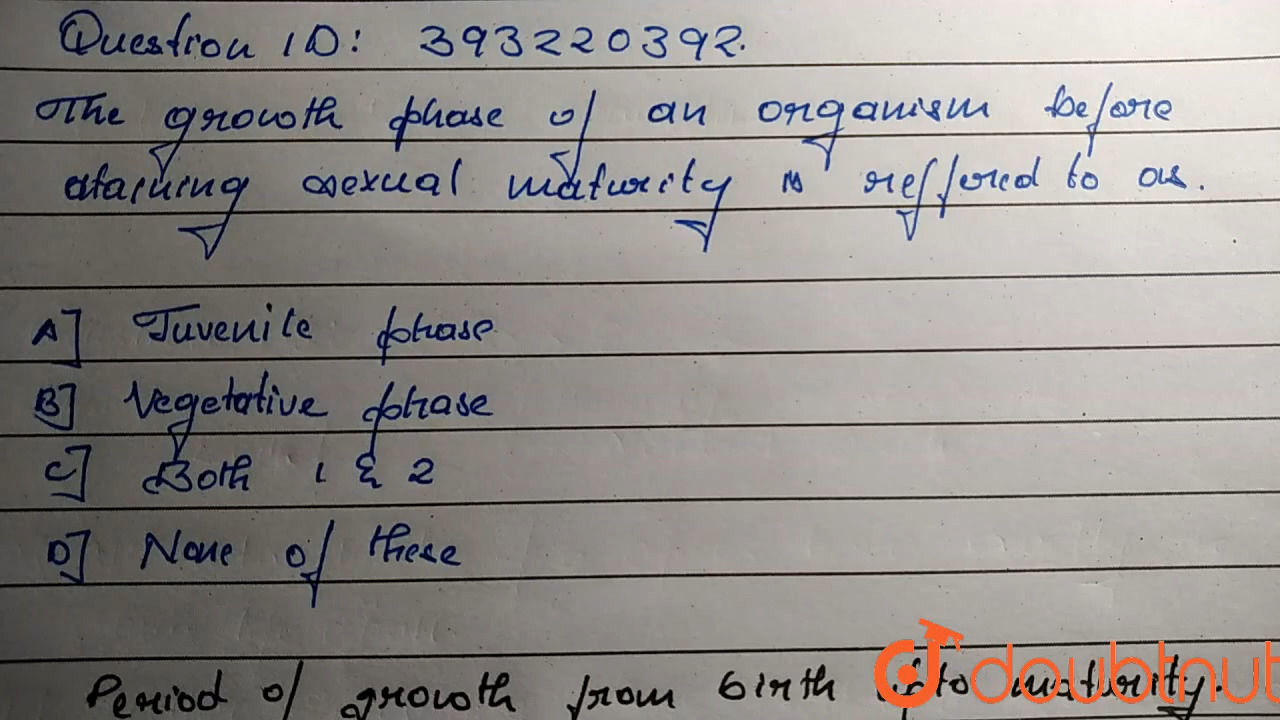 Question ID: 393220392.
The growth phase of an organism before
attaining sexual maturity is reffered to as.
A] Juvenile phase
B] Vegetative phase
C] Both 1 & 2
D] None of these
Period of growth from birth upto maturity.
doubtnut